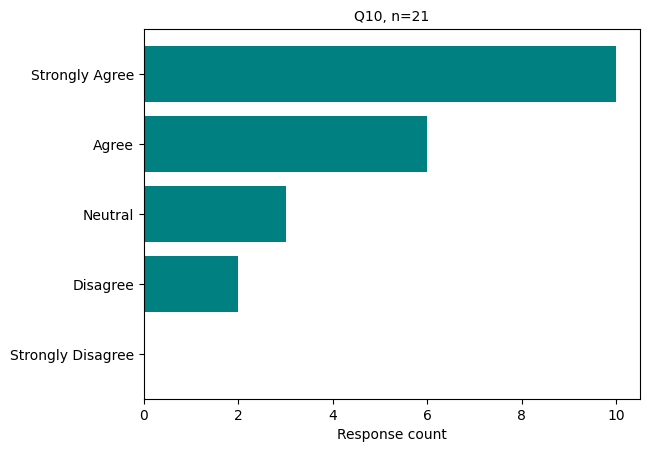 Q10, n=21
Strongly Agree
Agree
Neutral
Disagree
Strongly Disagree
0 2 4 6 8 10
Response count